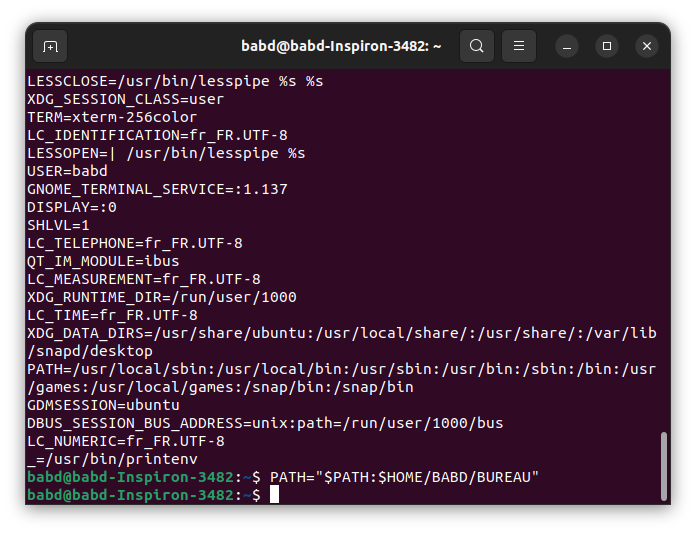 babd@babd-Inspiron-3482: ~
LESSCLOSE=/usr/bin/lesspipe %s %s
XDG_SESSION_CLASS=user
TERM=xterm-256color
LC_IDENTIFICATION=fr_FR.UTF-8
LESSOPEN=| /usr/bin/lesspipe %s
USER=babd
GNOME_TERMINAL_SERVICE=:1.137
DISPLAY=:0
SHLVL=1
LC_TELEPHONE=fr_FR.UTF-8
QT_IM_MODULE=ibus
LC_MEASUREMENT=fr_FR.UTF-8
XDG_RUNTIME_DIR=/run/user/1000
LC_TIME=fr_FR.UTF-8
XDG_DATA_DIRS=/usr/share/ubuntu:/usr/local/share/:/usr/share/:/var/lib
/snapd/desktop
PATH=/usr/local/sbin:/usr/local/bin:/usr/sbin:/usr/bin:/sbin:/bin:/usr
/games:/usr/local/games:/snap/bin:/snap/bin
GDMSESSION=ubuntu
DBUS_SESSION_BUS_ADDRESS=unix:path=/run/user/1000/bus
LC_NUMERIC=fr_FR.UTF-8
_=/usr/bin/printenv
babd@babd-Inspiron-3482:~$ PATH="$PATH:$HOME/BABD/BUREAU"
babd@babd-Inspiron-3482:~$